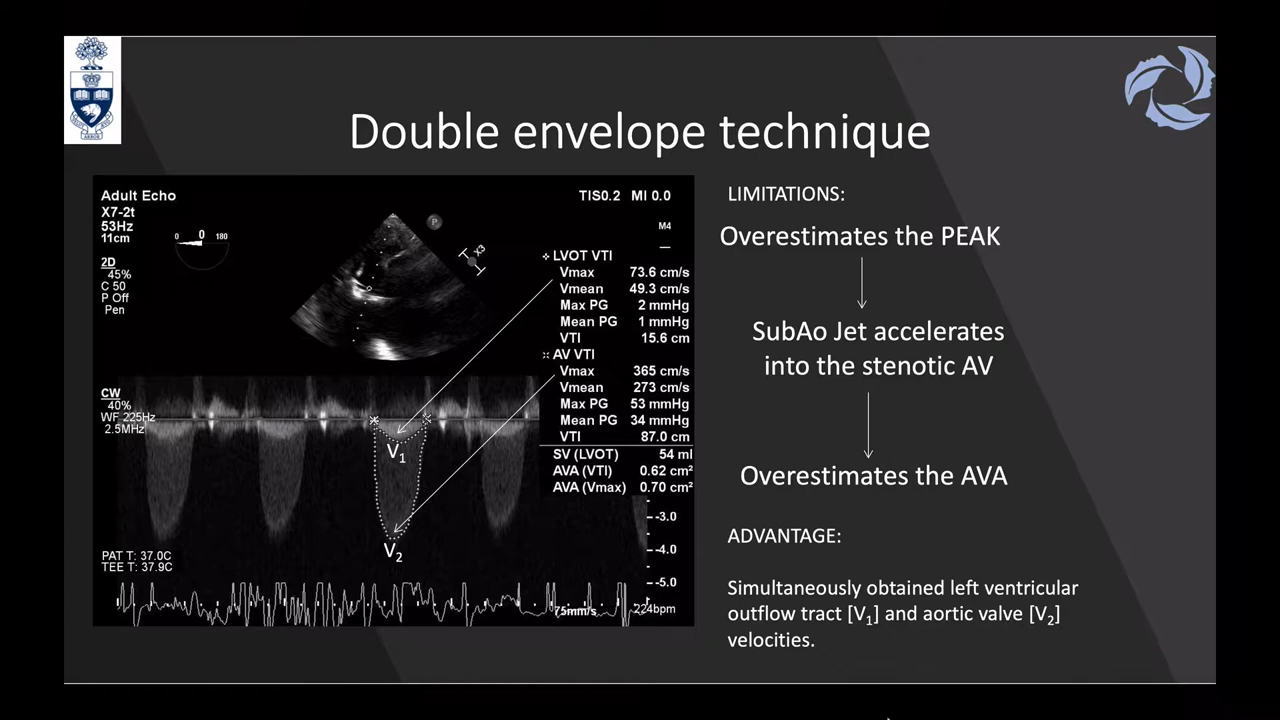 Double envelope technique
Adult Echo
X7-2t
53Hz
11cm
TIS0.2 MI 0.0
M4
0 0 180
P
X3
2D
45%
C 50
P Off
Pen
LVOT VTI
Vmax 73.6 cm/s
Vmean 49.3 cm/s
Max PG 2 mmHg
Mean PG 1 mmHg
VTI 15.6 cm
AV VTI
Vmax 365 cm/s
Vmean 273 cm/s
Max PG 53 mmHg
Mean PG 34 mmHg
VTI 87.0 cm
SV (LVOT) 54 ml
AVA (VTI) 0.62 cm²
AVA (Vmax) 0.70 cm²
CW
40%
WF 225Hz
2.5MHz
V₁
V₂
-3.0
-4.0
-5.0
PAT T: 37.0C
TEE T: 37.9C
75mm/s
224bpm
LIMITATIONS:
Overestimates the PEAK
SubAo Jet accelerates
into the stenotic AV
Overestimates the AVA
ADVANTAGE:
Simultaneously obtained left ventricular
outflow tract [V₁] and aortic valve [V₂]
velocities.